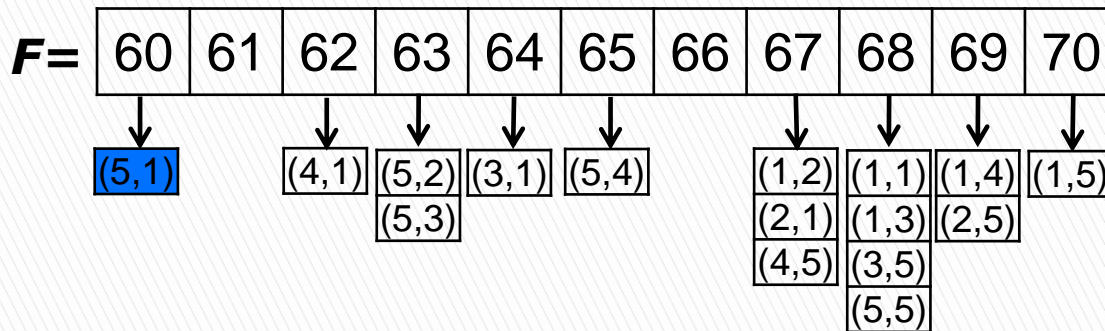 F= 60 61 62 63 64 65 66 67 68 69 70
(5,1) (4,1) (5,2) (3,1) (5,4) (1,2) (1,1) (1,4) (1,5)
(5,3) (2,1) (1,3) (2,5)
(4,5) (3,5)
(5,5)